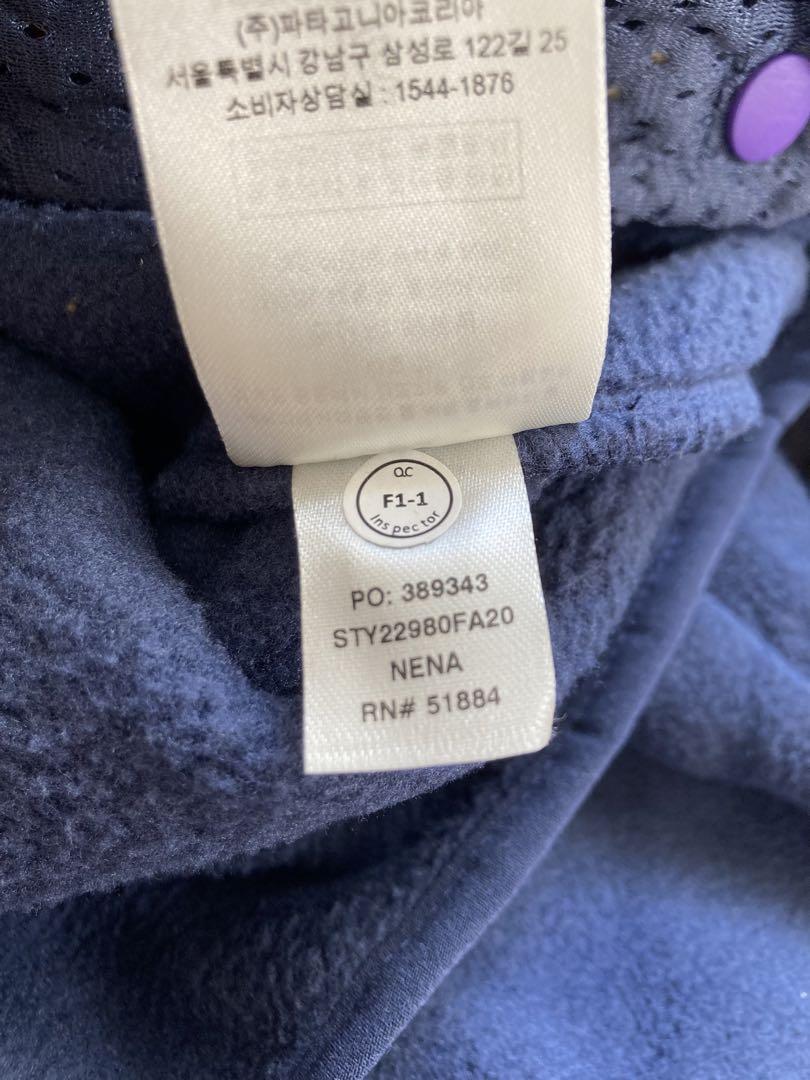 (주)파타고니아코리아
서울특별시 강남구 삼성로 122길 25
소비자상담실 : 1544-1876
QC
F1-1
Inspector
PO: 389343
STY22980FA20
NENA
RN# 51884